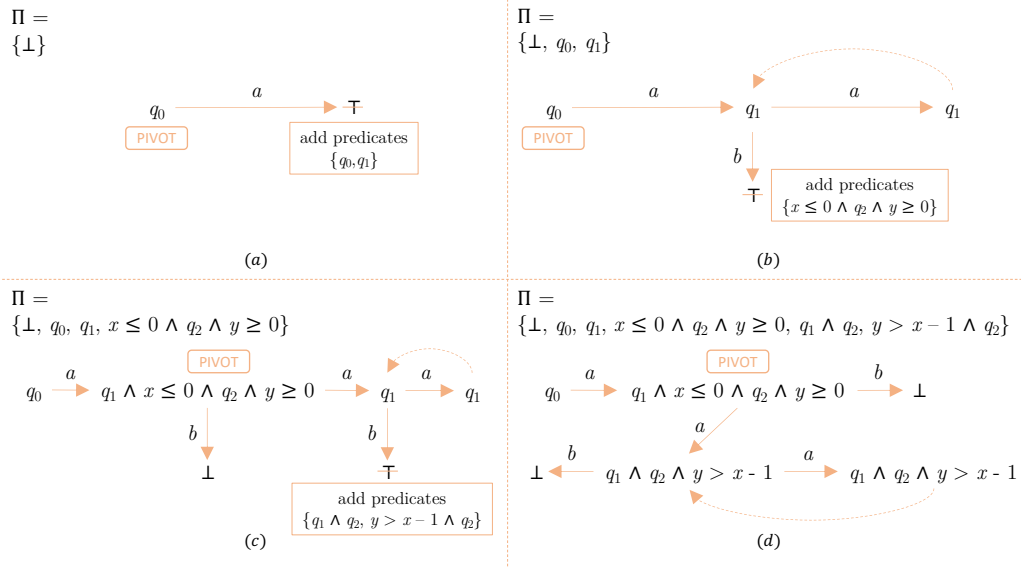 Π =
{⊥}
a
q₀ ⊤
PIVOT
add predicates
{q₀,q₁}
(a)
Π =
{⊥, q₀, q₁}
a a
q₀ q₁ q₁
PIVOT
b
⊤
add predicates
{x ≤ 0 ∧ q₂ ∧ y ≥ 0}
(b)
Π =
{⊥, q₀, q₁, x ≤ 0 ∧ q₂ ∧ y ≥ 0}
PIVOT
a a a
q₀ q₁ ∧ x ≤ 0 ∧ q₂ ∧ y ≥ 0 q₁ q₁
b b
⊥ ⊤
add predicates
{q₁ ∧ q₂, y > x − 1 ∧ q₂}
(c)
Π =
{⊥, q₀, q₁, x ≤ 0 ∧ q₂ ∧ y ≥ 0, q₁ ∧ q₂, y > x − 1 ∧ q₂}
PIVOT
a b
q₀ q₁ ∧ x ≤ 0 ∧ q₂ ∧ y ≥ 0 ⊥
a
b a
⊥ q₁ ∧ q₂ ∧ y > x - 1 q₁ ∧ q₂ ∧ y > x - 1
(d)